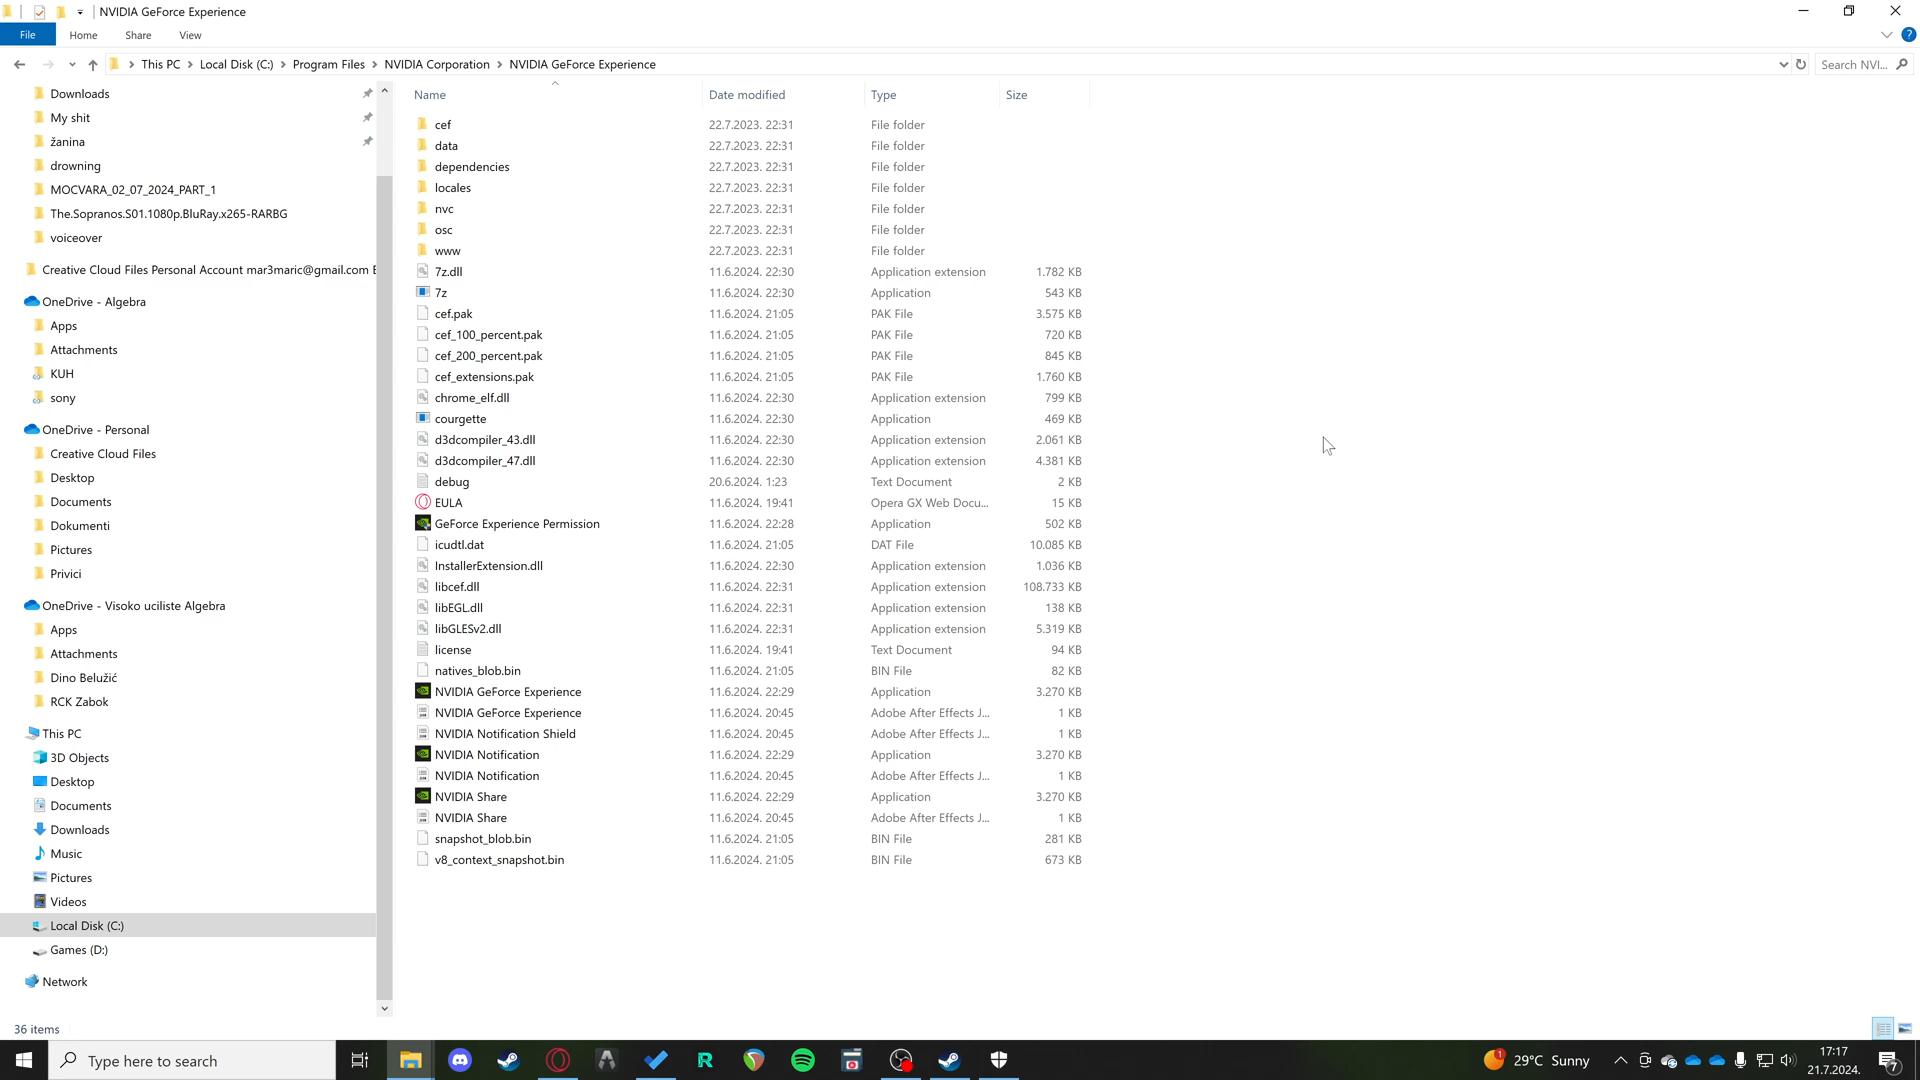 NVIDIA GeForce Experience
File Home Share View
This PC Local Disk (C:) Program Files NVIDIA Corporation NVIDIA GeForce Experience Search NVI...
Downloads
My shit
žanina
drowning
MOCVARA_02_07_2024_PART_1
The.Sopranos.S01.1080p.BluRay.x265-RARBG
voiceover
Creative Cloud Files Personal Account mar3maric@gmail.com E
OneDrive - Algebra
Apps
Attachments
KUH
sony
OneDrive - Personal
Creative Cloud Files
Desktop
Documents
Dokumenti
Pictures
Privici
OneDrive - Visoko uciliste Algebra
Apps
Attachments
Dino Belužić
RCK Zabok
This PC
3D Objects
Desktop
Documents
Downloads
Music
Pictures
Videos
Local Disk (C:)
Games (D:)
Network
Name Date modified Type Size
cef 22.7.2023. 22:31 File folder
data 22.7.2023. 22:31 File folder
dependencies 22.7.2023. 22:31 File folder
locales 22.7.2023. 22:31 File folder
nvc 22.7.2023. 22:31 File folder
osc 22.7.2023. 22:31 File folder
www 22.7.2023. 22:31 File folder
7z.dll 11.6.2024. 22:30 Application extension 1.782 KB
7z 11.6.2024. 22:30 Application 543 KB
cef.pak 11.6.2024. 21:05 PAK File 3.575 KB
cef_100_percent.pak 11.6.2024. 21:05 PAK File 720 KB
cef_200_percent.pak 11.6.2024. 21:05 PAK File 845 KB
cef_extensions.pak 11.6.2024. 21:05 PAK File 1.760 KB
chrome_elf.dll 11.6.2024. 22:30 Application extension 799 KB
courgette 11.6.2024. 22:30 Application 469 KB
d3dcompiler_43.dll 11.6.2024. 22:30 Application extension 2.061 KB
d3dcompiler_47.dll 11.6.2024. 22:30 Application extension 4.381 KB
debug 20.6.2024. 1:23 Text Document 2 KB
EULA 11.6.2024. 19:41 Opera GX Web Docu... 15 KB
GeForce Experience Permission 11.6.2024. 22:28 Application 502 KB
icudtl.dat 11.6.2024. 21:05 DAT File 10.085 KB
InstallerExtension.dll 11.6.2024. 22:30 Application extension 1.036 KB
libcef.dll 11.6.2024. 22:31 Application extension 108.733 KB
libEGL.dll 11.6.2024. 22:31 Application extension 138 KB
libGLESv2.dll 11.6.2024. 22:31 Application extension 5.319 KB
license 11.6.2024. 19:41 Text Document 94 KB
natives_blob.bin 11.6.2024. 21:05 BIN File 82 KB
NVIDIA GeForce Experience 11.6.2024. 22:29 Application 3.270 KB
NVIDIA GeForce Experience 11.6.2024. 20:45 Adobe After Effects J... 1 KB
NVIDIA Notification Shield 11.6.2024. 20:45 Adobe After Effects J... 1 KB
NVIDIA Notification 11.6.2024. 22:29 Application 3.270 KB
NVIDIA Notification 11.6.2024. 20:45 Adobe After Effects J... 1 KB
NVIDIA Share 11.6.2024. 22:29 Application 3.270 KB
NVIDIA Share 11.6.2024. 20:45 Adobe After Effects J... 1 KB
snapshot_blob.bin 11.6.2024. 21:05 BIN File 281 KB
v8_context_snapshot.bin 11.6.2024. 21:05 BIN File 673 KB
36 items
Type here to search
1 29°C Sunny
17:17
21.7.2024.
7